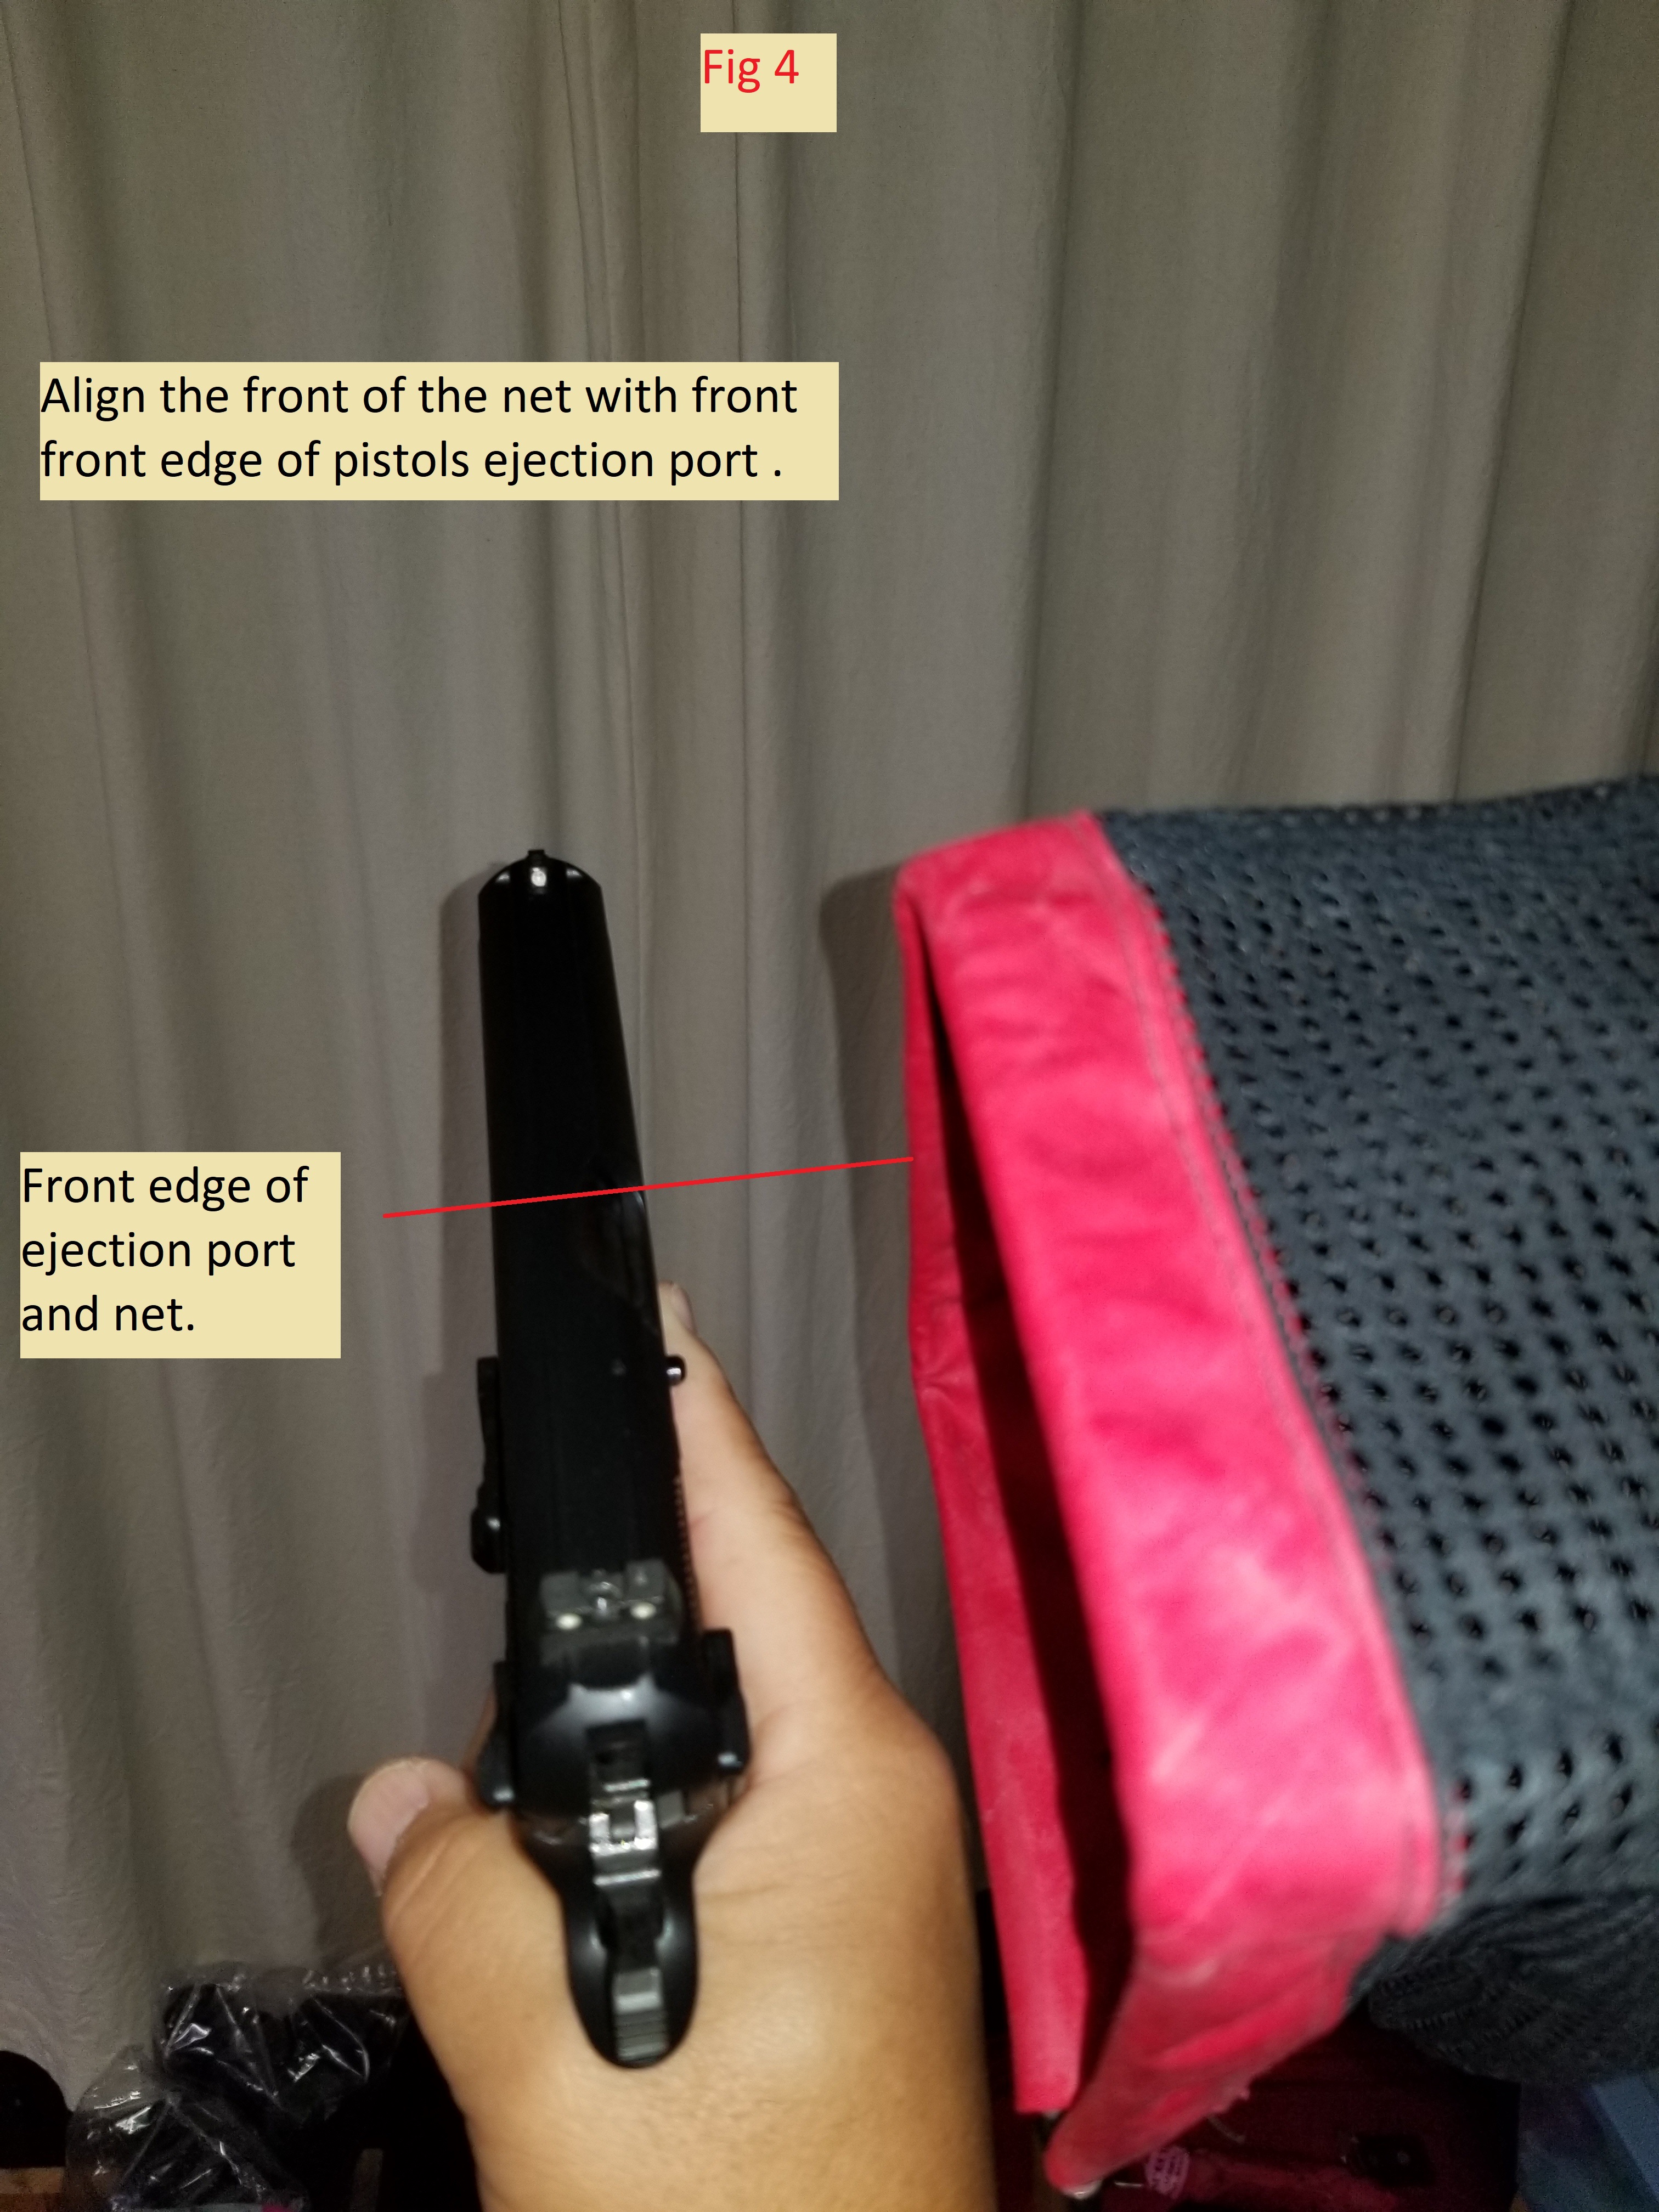 Fig 4
Align the front of the net with front
front edge of pistols ejection port .
Front edge of
ejection port
and net.